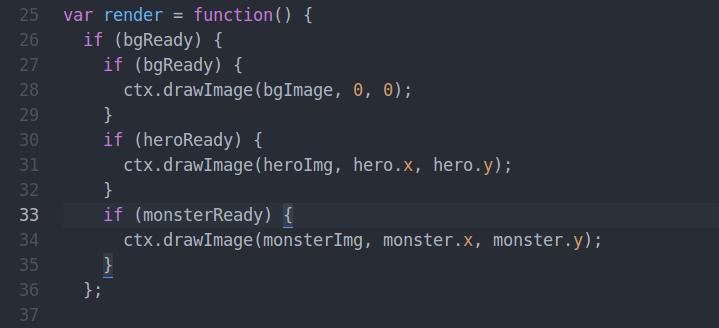 25 var render = function() {
26   if (bgReady) {
27     if (bgReady) {
28       ctx.drawImage(bgImage, 0, 0);
29     }
30     if (heroReady) {
31       ctx.drawImage(heroImg, hero.x, hero.y);
32     }
33     if (monsterReady) {
34       ctx.drawImage(monsterImg, monster.x, monster.y);
35     }
36   };
37